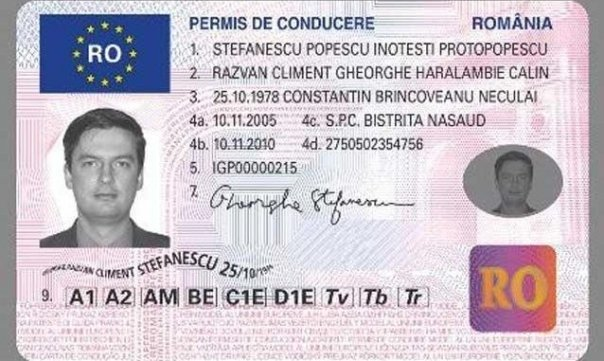 RO
PERMIS DE CONDUCERE ROMÂNIA
1. STEFANESCU POPESCU INOTESTI PROTOPOPESCU
2. RAZVAN CLIMENT GHEORGHE HARALAMBIE CALIN
3. 25.10.1978 CONSTANTIN BRINCOVEANU NECULAI
4a. 10.11.2005 4c. S.P.C. BISTRITA NASAUD
4b. 10.11.2010 4d. 2750502354756
5. IGP00000215
7. Gheorghe Stefanescu
RAZVAN CLIMENT STEFANESCU 25/10/
RO
9. A1 A2 AM BE C1E D1E Tv Tb Tr